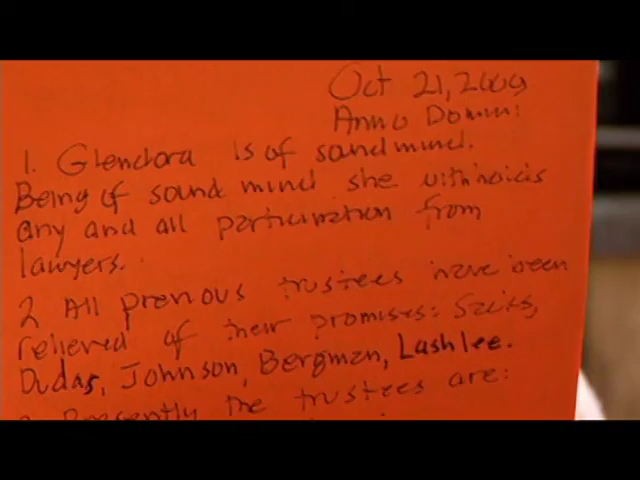 Oct 21, 2009
Anno Domini
1. Glendora is of sound mind.
Being of sound mind she withholds
any and all participation from
lawyers.
2 All previous trustees have been
relieved of their promises:
Dudas, Johnson, Bergman, Lashlee.
Presently the trustees are: